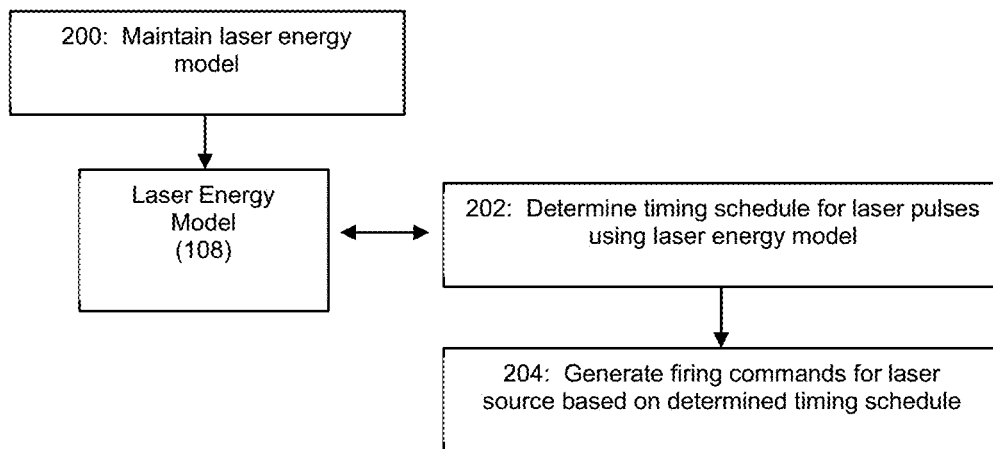 200:  Maintain laser energy
model
Laser Energy
Model
(108)
202:  Determine timing schedule for laser pulses
using laser energy model
204:  Generate firing commands for laser
source based on determined timing schedule